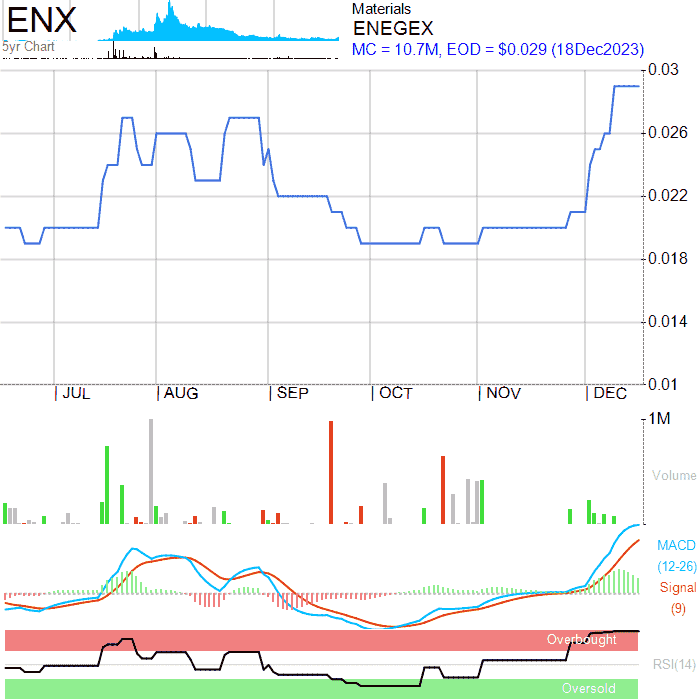 ENX
5yr Chart
Materials
ENEGEX
MC = 10.7M, EOD = $0.029 (18Dec2023)
0.03
0.026
0.022
0.018
0.014
0.01
| JUL | AUG | SEP | OCT | NOV | DEC
1M
Volume
MACD
(12-26)
Signal
(9)
Overbought
RSI(14)
Oversold